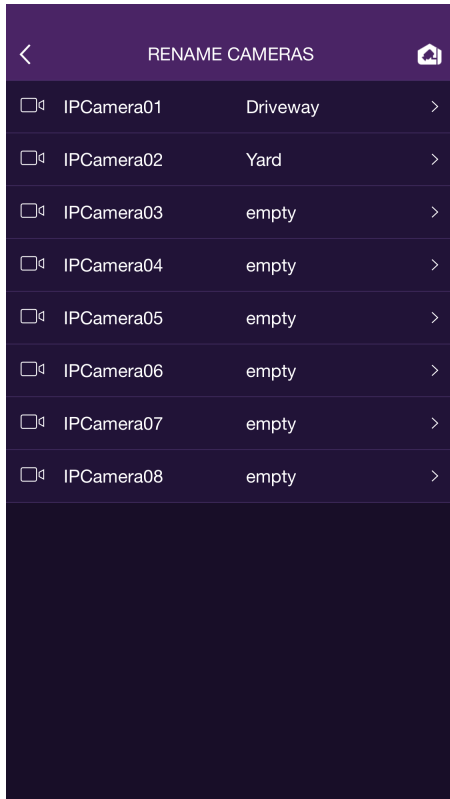 RENAME CAMERAS
IPCamera01 Driveway
IPCamera02 Yard
IPCamera03 empty
IPCamera04 empty
IPCamera05 empty
IPCamera06 empty
IPCamera07 empty
IPCamera08 empty